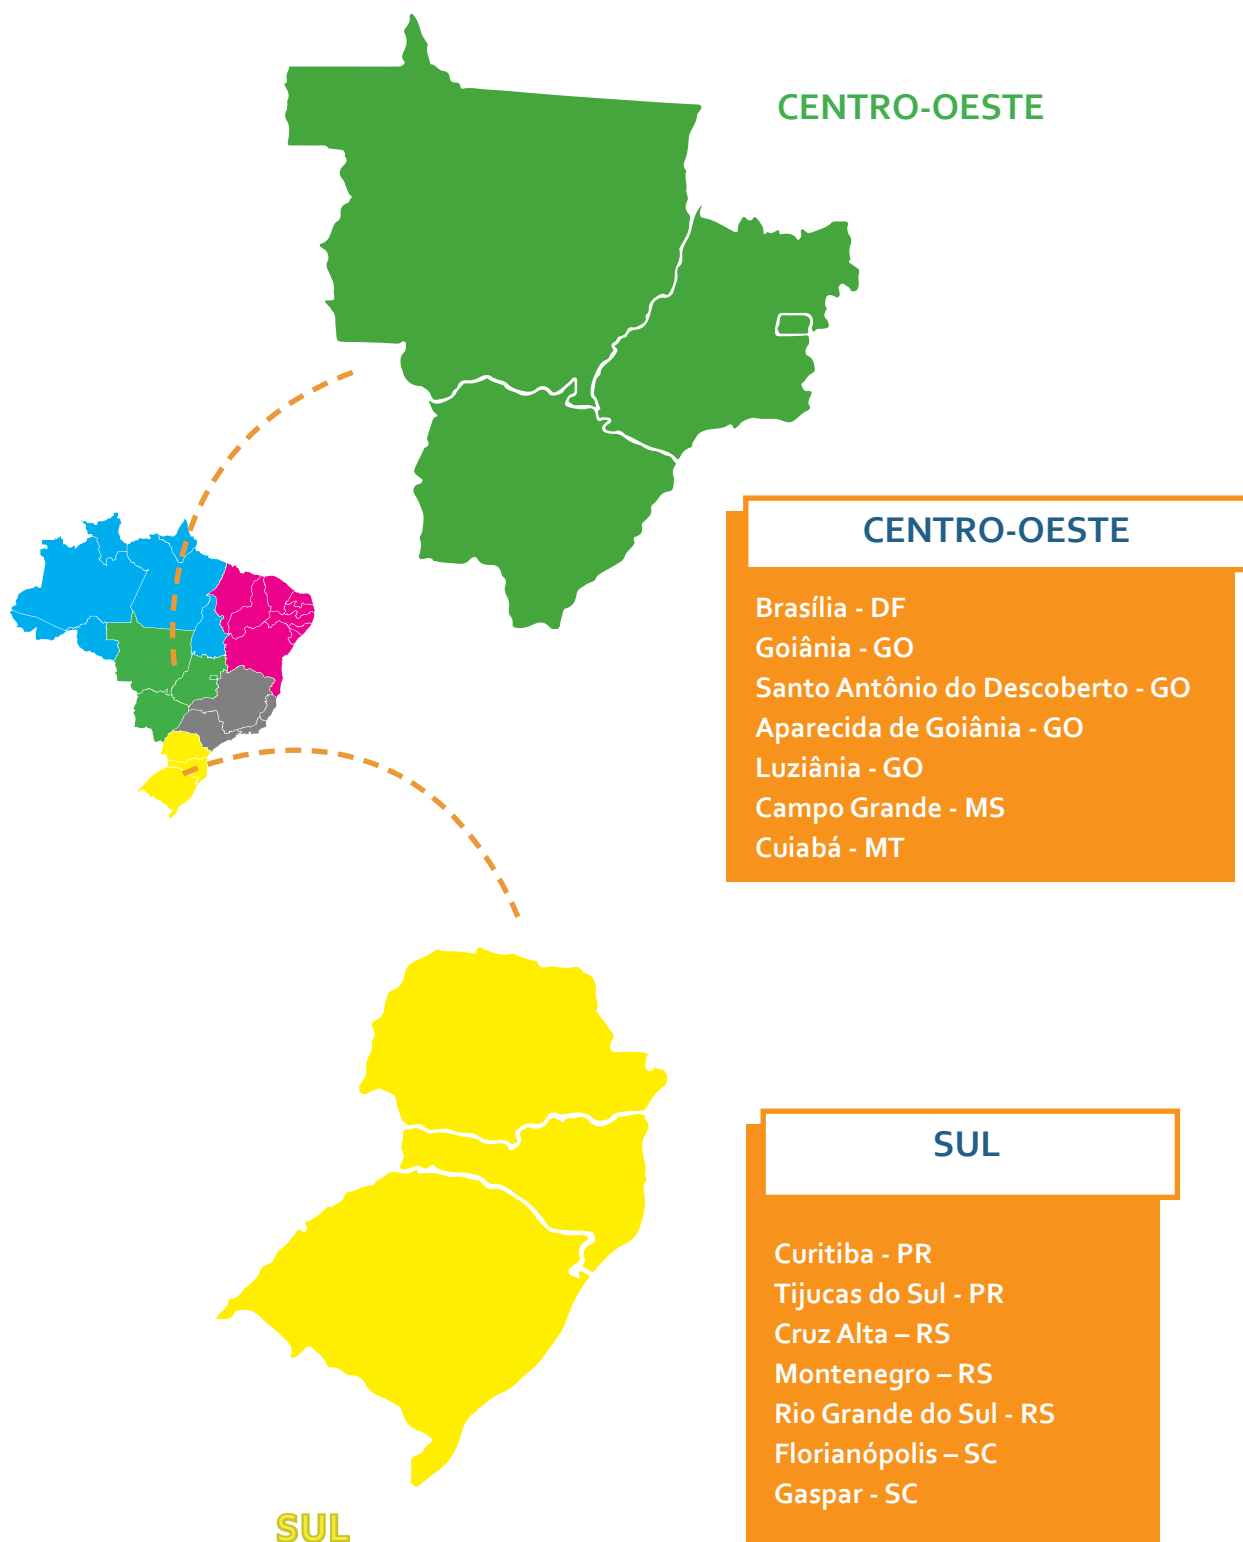 CENTRO-OESTE
CENTRO-OESTE
Brasília - DF
Goiânia - GO
Santo Antônio do Descoberto - GO
Aparecida de Goiânia - GO
Luziânia - GO
Campo Grande - MS
Cuiabá - MT
SUL
Curitiba - PR
Tijucas do Sul - PR
Cruz Alta – RS
Montenegro – RS
Rio Grande do Sul - RS
Florianópolis – SC
Gaspar - SC
SUL